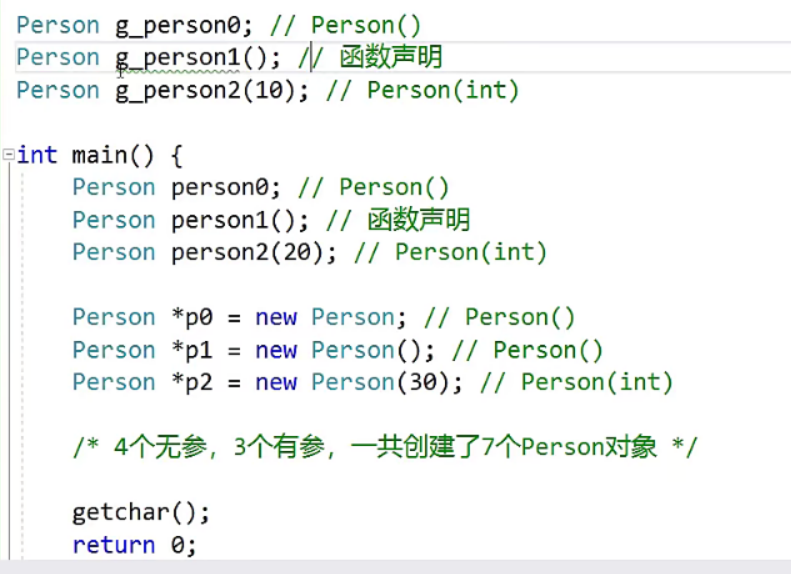 Person g_person0; // Person()
Person g_person1(); // 函数声明
Person g_person2(10); // Person(int)
int main() {
Person person0; // Person()
Person person1(); // 函数声明
Person person2(20); // Person(int)
Person *p0 = new Person; // Person()
Person *p1 = new Person(); // Person()
Person *p2 = new Person(30); // Person(int)
/* 4个无参，3个有参，一共创建了7个Person对象 */
getchar();
return 0;